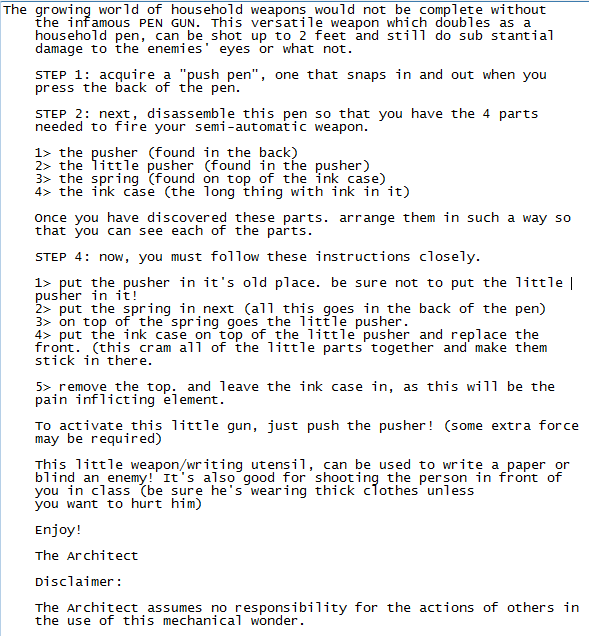 The growing world of household weapons would not be complete without
the infamous PEN GUN. This versatile weapon which doubles as a
household pen, can be shot up to 2 feet and still do sub stantial
damage to the enemies' eyes or what not.
STEP 1: acquire a "push pen", one that snaps in and out when you
press the back of the pen.
STEP 2: next, disassemble this pen so that you have the 4 parts
needed to fire your semi-automatic weapon.
1> the pusher (found in the back)
2> the little pusher (found in the pusher)
3> the spring (found on top of the ink case)
4> the ink case (the long thing with ink in it)
Once you have discovered these parts. arrange them in such a way so
that you can see each of the parts.
STEP 4: now, you must follow these instructions closely.
1> put the pusher in it's old place. be sure not to put the little |
pusher in it!
2> put the spring in next (all this goes in the back of the pen)
3> on top of the spring goes the little pusher.
4> put the ink case on top of the little pusher and replace the
front. (this cram all of the little parts together and make them
stick in there.
5> remove the top. and leave the ink case in, as this will be the
pain inflicting element.
To activate this little gun, just push the pusher! (some extra force
may be required)
This little weapon/writing utensil, can be used to write a paper or
blind an enemy! It's also good for shooting the person in front of
you in class (be sure he's wearing thick clothes unless
you want to hurt him)
Enjoy!
The Architect
Disclaimer:
The Architect assumes no responsibility for the actions of others in
the use of this mechanical wonder.